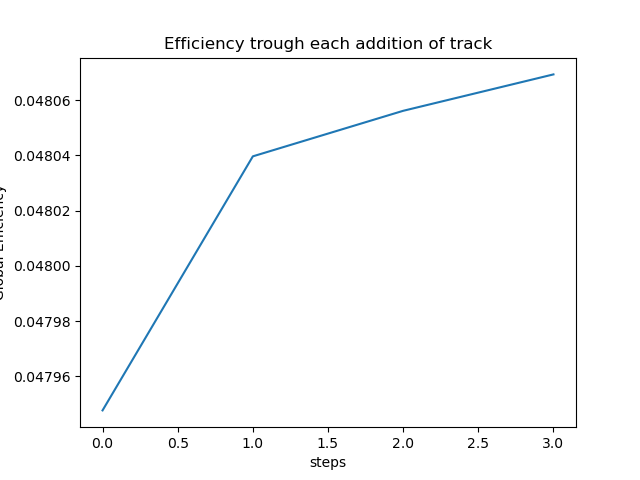 Efficiency trough each addition of track
0.04806
0.04804
0.04802
0.04800
0.04798
0.04796
Global Efficiency
0.0 0.5 1.0 1.5 2.0 2.5 3.0
steps